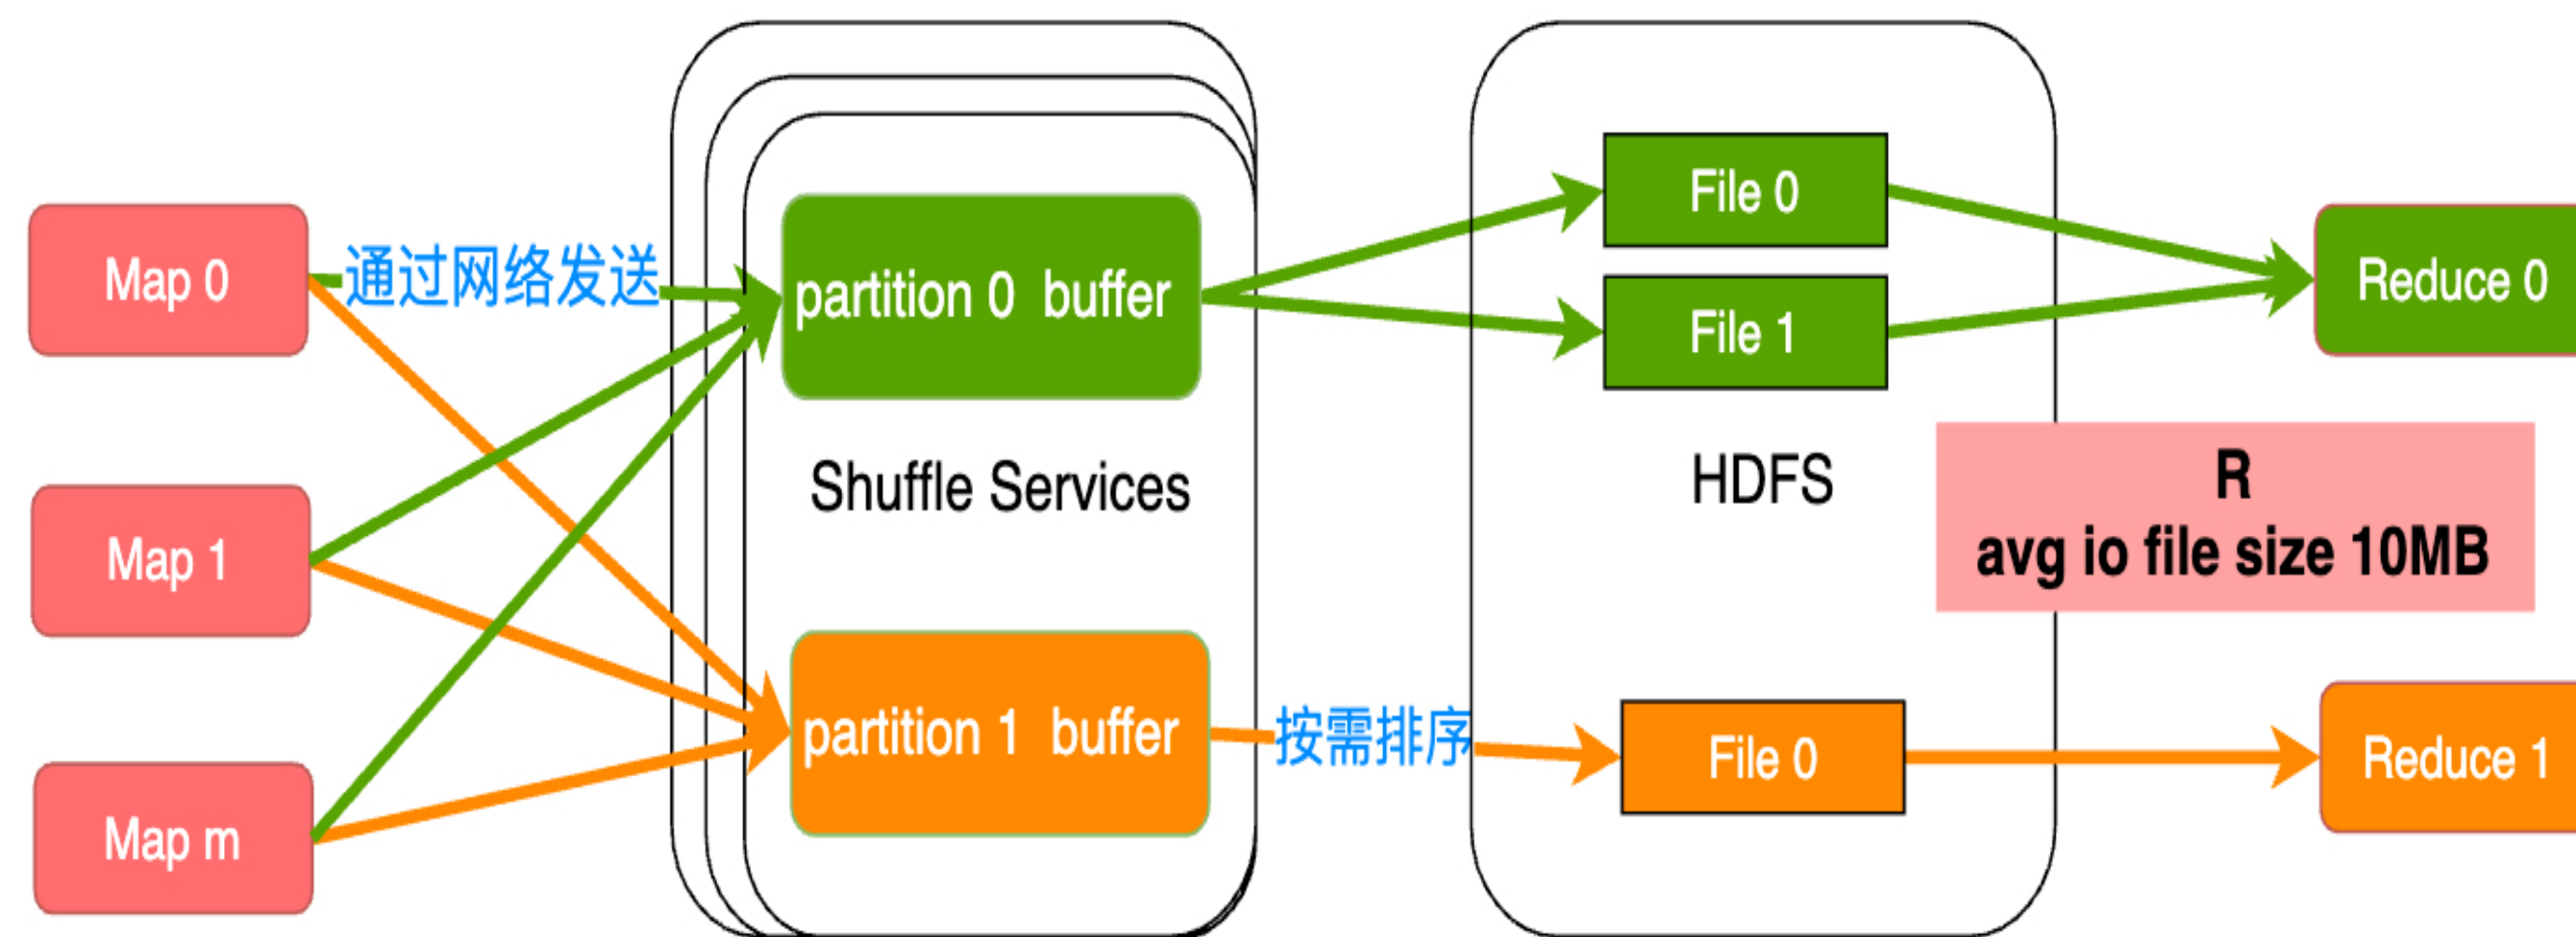 Map 0
通过网络发送
partition 0 buffer
File 0
File 1
Reduce 0
Map 1
Shuffle Services
HDFS
R
avg io file size 10MB
Map m
partition 1 buffer
按需排序
File 0
Reduce 1